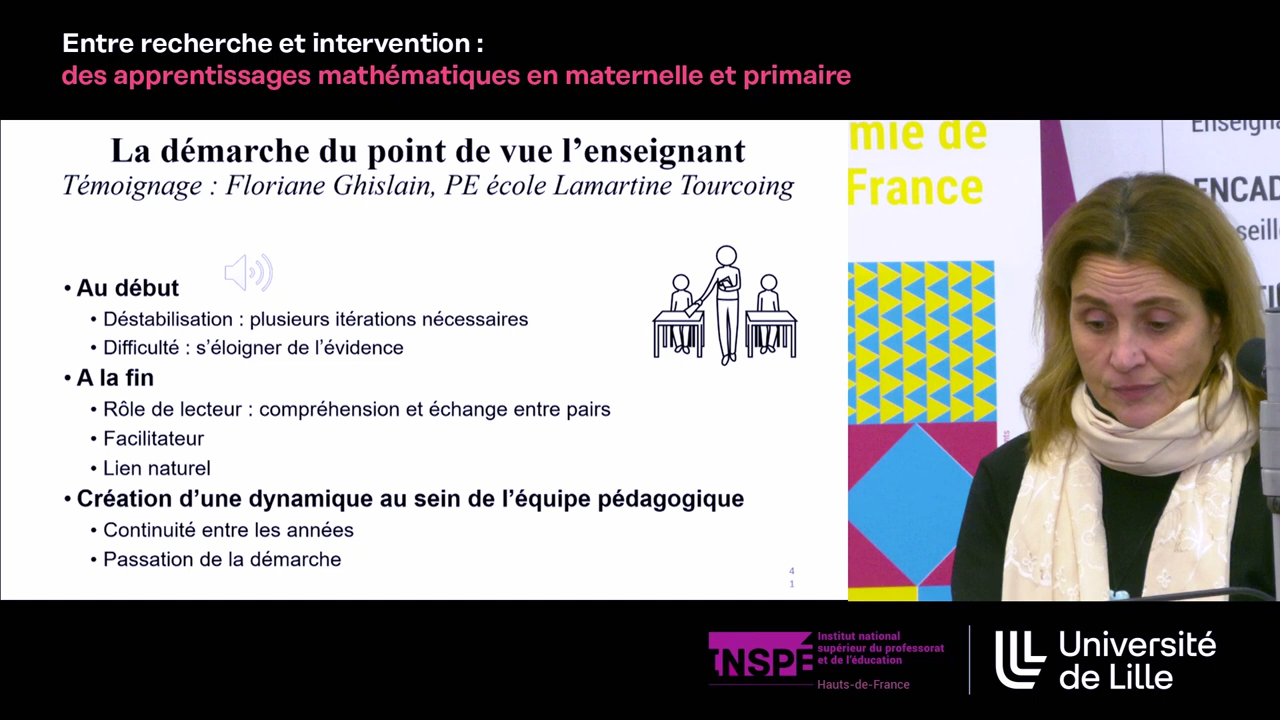 Entre recherche et intervention :
des apprentissages mathématiques en maternelle et primaire
La démarche du point de vue l’enseignant
Témoignage : Floriane Ghislain, PE école Lamartine Tourcoing
• Au début
• Déstabilisation : plusieurs itérations nécessaires
• Difficulté : s’éloigner de l’évidence
• A la fin
• Rôle de lecteur : compréhension et échange entre pairs
• Facilitateur
• Lien naturel
• Création d’une dynamique au sein de l’équipe pédagogique
• Continuité entre les années
• Passation de la démarche
4
1
mie de
France
INSPÉ
Institut national
supérieur du professorat
et de l’éducation
Hauts-de-France
Université
de Lille